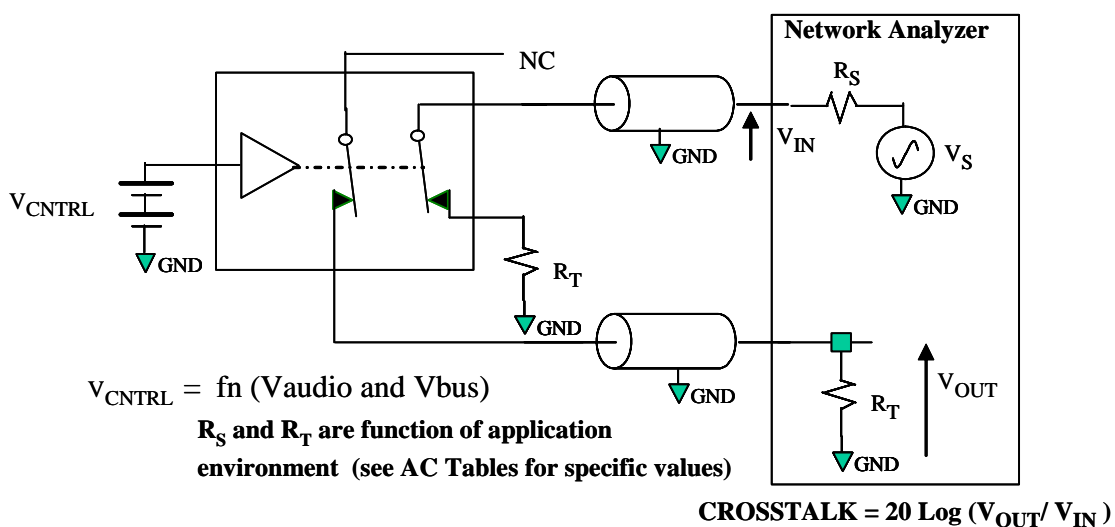 Network Analyzer
NC
R_S
GND
V_IN
V_S
GND
V_CNTRL
GND
R_T
GND
GND
V_OUT
R_T
GND
V_CNTRL = fn (Vaudio and Vbus)
R_S and R_T are function of application
environment (see AC Tables for specific values)
CROSSTALK = 20 Log (V_OUT/ V_IN )